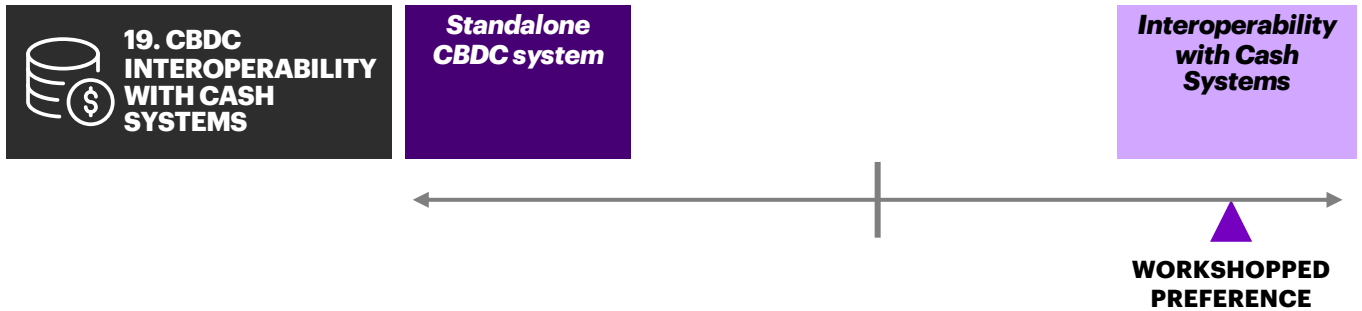 19. CBDC
INTEROPERABILITY
WITH CASH
SYSTEMS
$
Standalone
CBDC system
Interoperability
with Cash
Systems
WORKSHOPPED
PREFERENCE